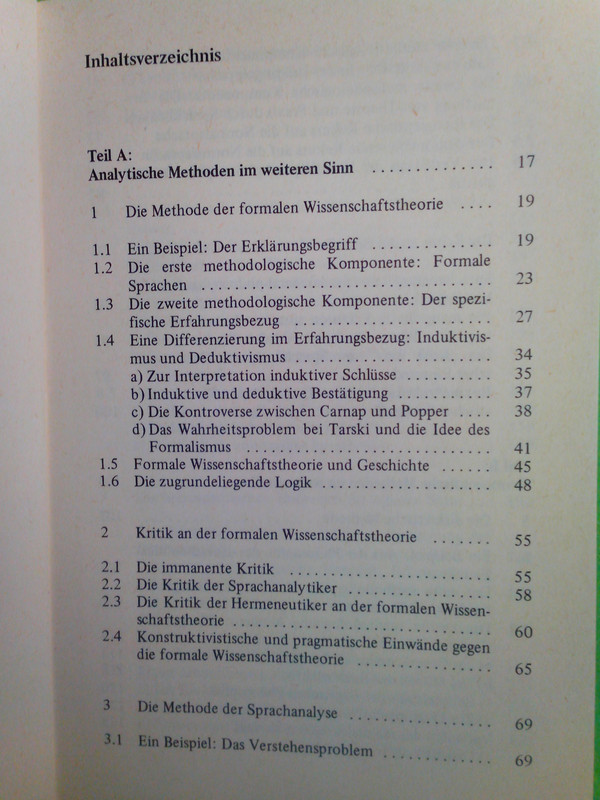 Inhaltsverzeichnis
Teil A:
Analytische Methoden im weiteren Sinn . . . . . . . . . . . . . . 17
1 Die Methode der formalen Wissenschaftstheorie . . . . 19
1.1 Ein Beispiel: Der Erklärungsbegriff . . . . . . . . . . . . . . 19
1.2 Die erste methodologische Komponente: Formale
Sprachen . . . . . . . . . . . . . . . . . . . . . . . . . . . . . . . . . 23
1.3 Die zweite methodologische Komponente: Der spezi-
fische Erfahrungsbezug . . . . . . . . . . . . . . . . . . . . . . 27
1.4 Eine Differenzierung im Erfahrungsbezug: Induktivis-
mus und Deduktivismus . . . . . . . . . . . . . . . . . . . . . . 34
a) Zur Interpretation induktiver Schlüsse . . . . . . . . . . 35
b) Induktive und deduktive Bestätigung . . . . . . . . . . . 37
c) Die Kontroverse zwischen Carnap und Popper . . . . 38
d) Das Wahrheitsproblem bei Tarski und die Idee des
Formalismus . . . . . . . . . . . . . . . . . . . . . . . . . . . . 41
1.5 Formale Wissenschaftstheorie und Geschichte . . . . . . 45
1.6 Die zugrundeliegende Logik . . . . . . . . . . . . . . . . . . . 48
2 Kritik an der formalen Wissenschaftstheorie . . . . . . . 55
2.1 Die immanente Kritik . . . . . . . . . . . . . . . . . . . . . . . 55
2.2 Die Kritik der Sprachanalytiker . . . . . . . . . . . . . . . . 58
2.3 Die Kritik der Hermeneutiker an der formalen Wissen-
schaftstheorie . . . . . . . . . . . . . . . . . . . . . . . . . . . . . 60
2.4 Konstruktivistische und pragmatische Einwände gegen
die formale Wissenschaftstheorie . . . . . . . . . . . . . . . 65
3 Die Methode der Sprachanalyse . . . . . . . . . . . . . . . . 69
3.1 Ein Beispiel: Das Verstehensproblem . . . . . . . . . . . . 69